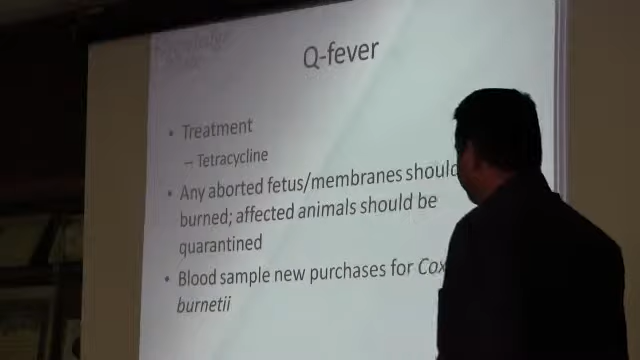 Q-fever
• Treatment
– Tetracycline
• Any aborted fetus/membranes should
burned; affected animals should be
quarantined
• Blood sample new purchases for Cox
burnetii